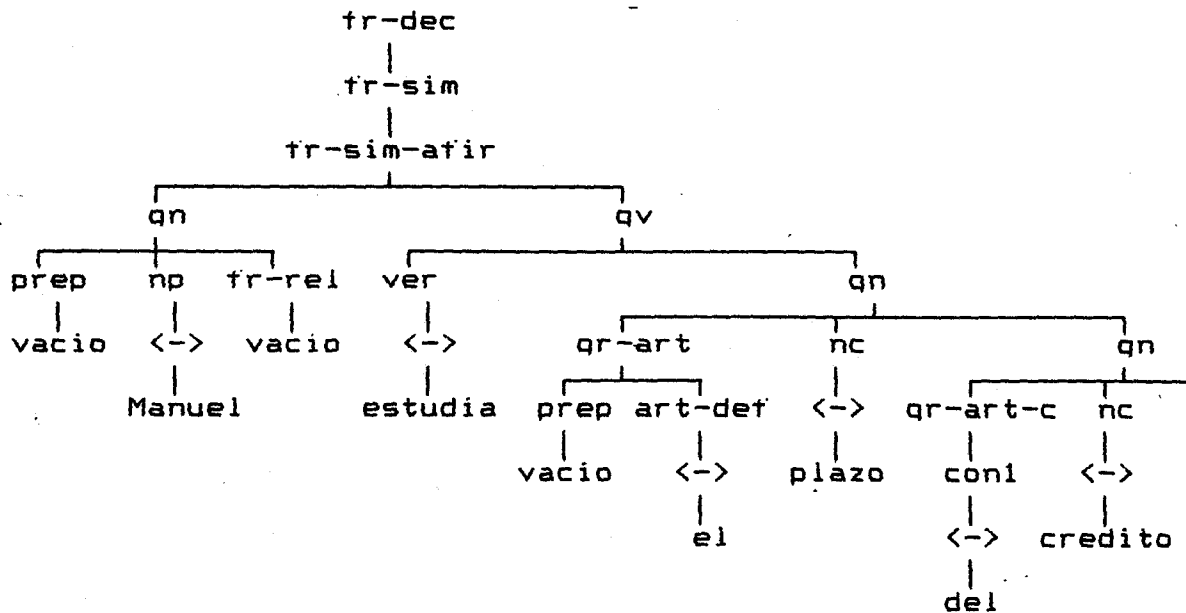 fr-dec
fr-sim
fr-sim-afir
gn gv
prep np fr-rel ver gn
vacio <-> vacio <-> gr-art nc gn
Manuel estudia prep art-def <-> gr-art-c nc
vacio <-> plazo conl <->
el <-> credito
del